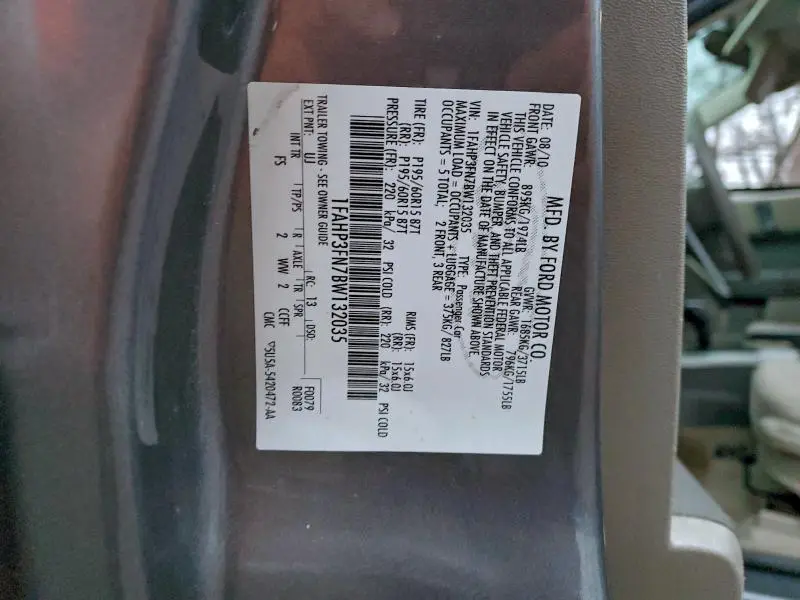 MFD. BY FORD MOTOR CO.
DATE: 08/10 GVWR: 1685KG/3715LB
FRONT GAWR: 895KG/1974LB REAR GAWR: 796KG/1755LB
THIS VEHICLE CONFORMS TO ALL APPLICABLE FEDERAL MOTOR
VEHICLE SAFETY, BUMPER, AND THEFT PREVENTION STANDARDS
IN EFFECT ON THE DATE OF MANUFACTURE SHOWN ABOVE.
VIN: 1FAHP3FN7BW132035 TYPE: Passenger Car
MAXIMUM LOAD = OCCUPANTS + LUGGAGE = 375KG/ 827LB
OCCUPANTS = 5 TOTAL, 2 FRONT, 3 REAR
TIRE (FR): P195/60R15 87T RIMS (FR): 15x6.0J
(RR): P195/60R15 87T (RR): 15x6.0J
PRESSURE (FR): 220 kPa/ 32 PSI COLD (RR): 220 kPa/ 32 PSI COLD
1FAHP3FN7BW132035
TRAILER TOWING - SEE OWNER GUIDE
EXT PNT: UJ RC: 13 DSO: F0079
R0083
INT TR TP/PS R AXLE TR SPR
FS 2 WW 2 CCFF
CMC ▽5U5A-5420472-AA